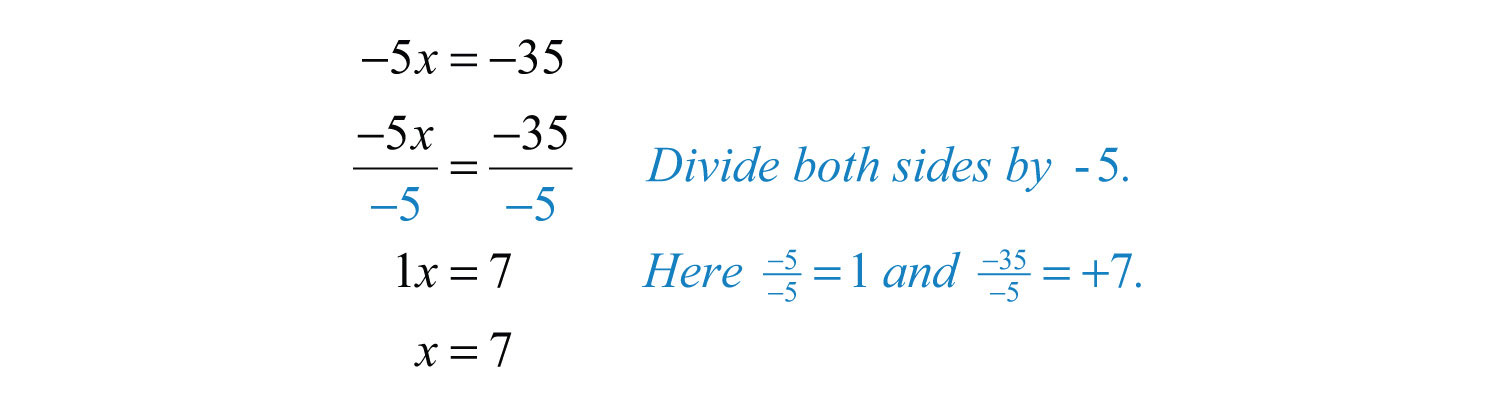 −5x = −35
−5x/−5 = −35/−5 Divide both sides by -5.
1x = 7 Here −5/−5 = 1 and −35/−5 = +7.
x = 7